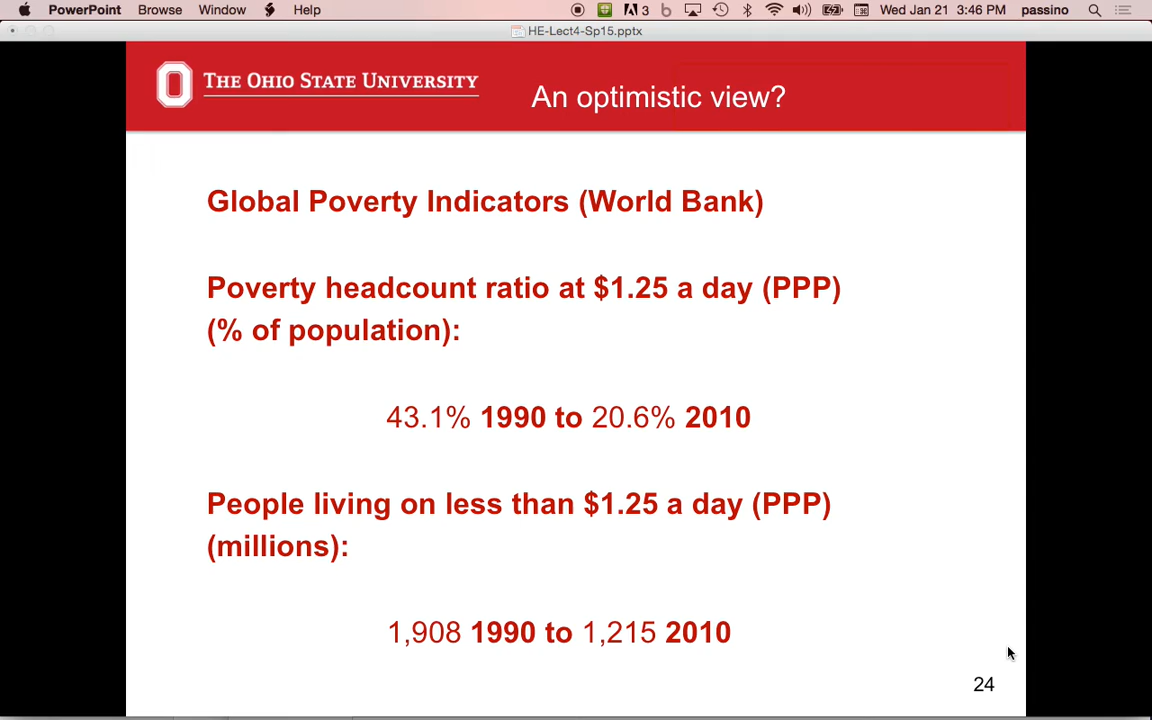 PowerPoint Browse Window Help 3 Wed Jan 21 3:46 PM passino
HE-Lect4-Sp15.pptx
THE OHIO STATE UNIVERSITY
An optimistic view?
Global Poverty Indicators (World Bank)
Poverty headcount ratio at $1.25 a day (PPP)
(% of population):
43.1% 1990 to 20.6% 2010
People living on less than $1.25 a day (PPP)
(millions):
1,908 1990 to 1,215 2010
24